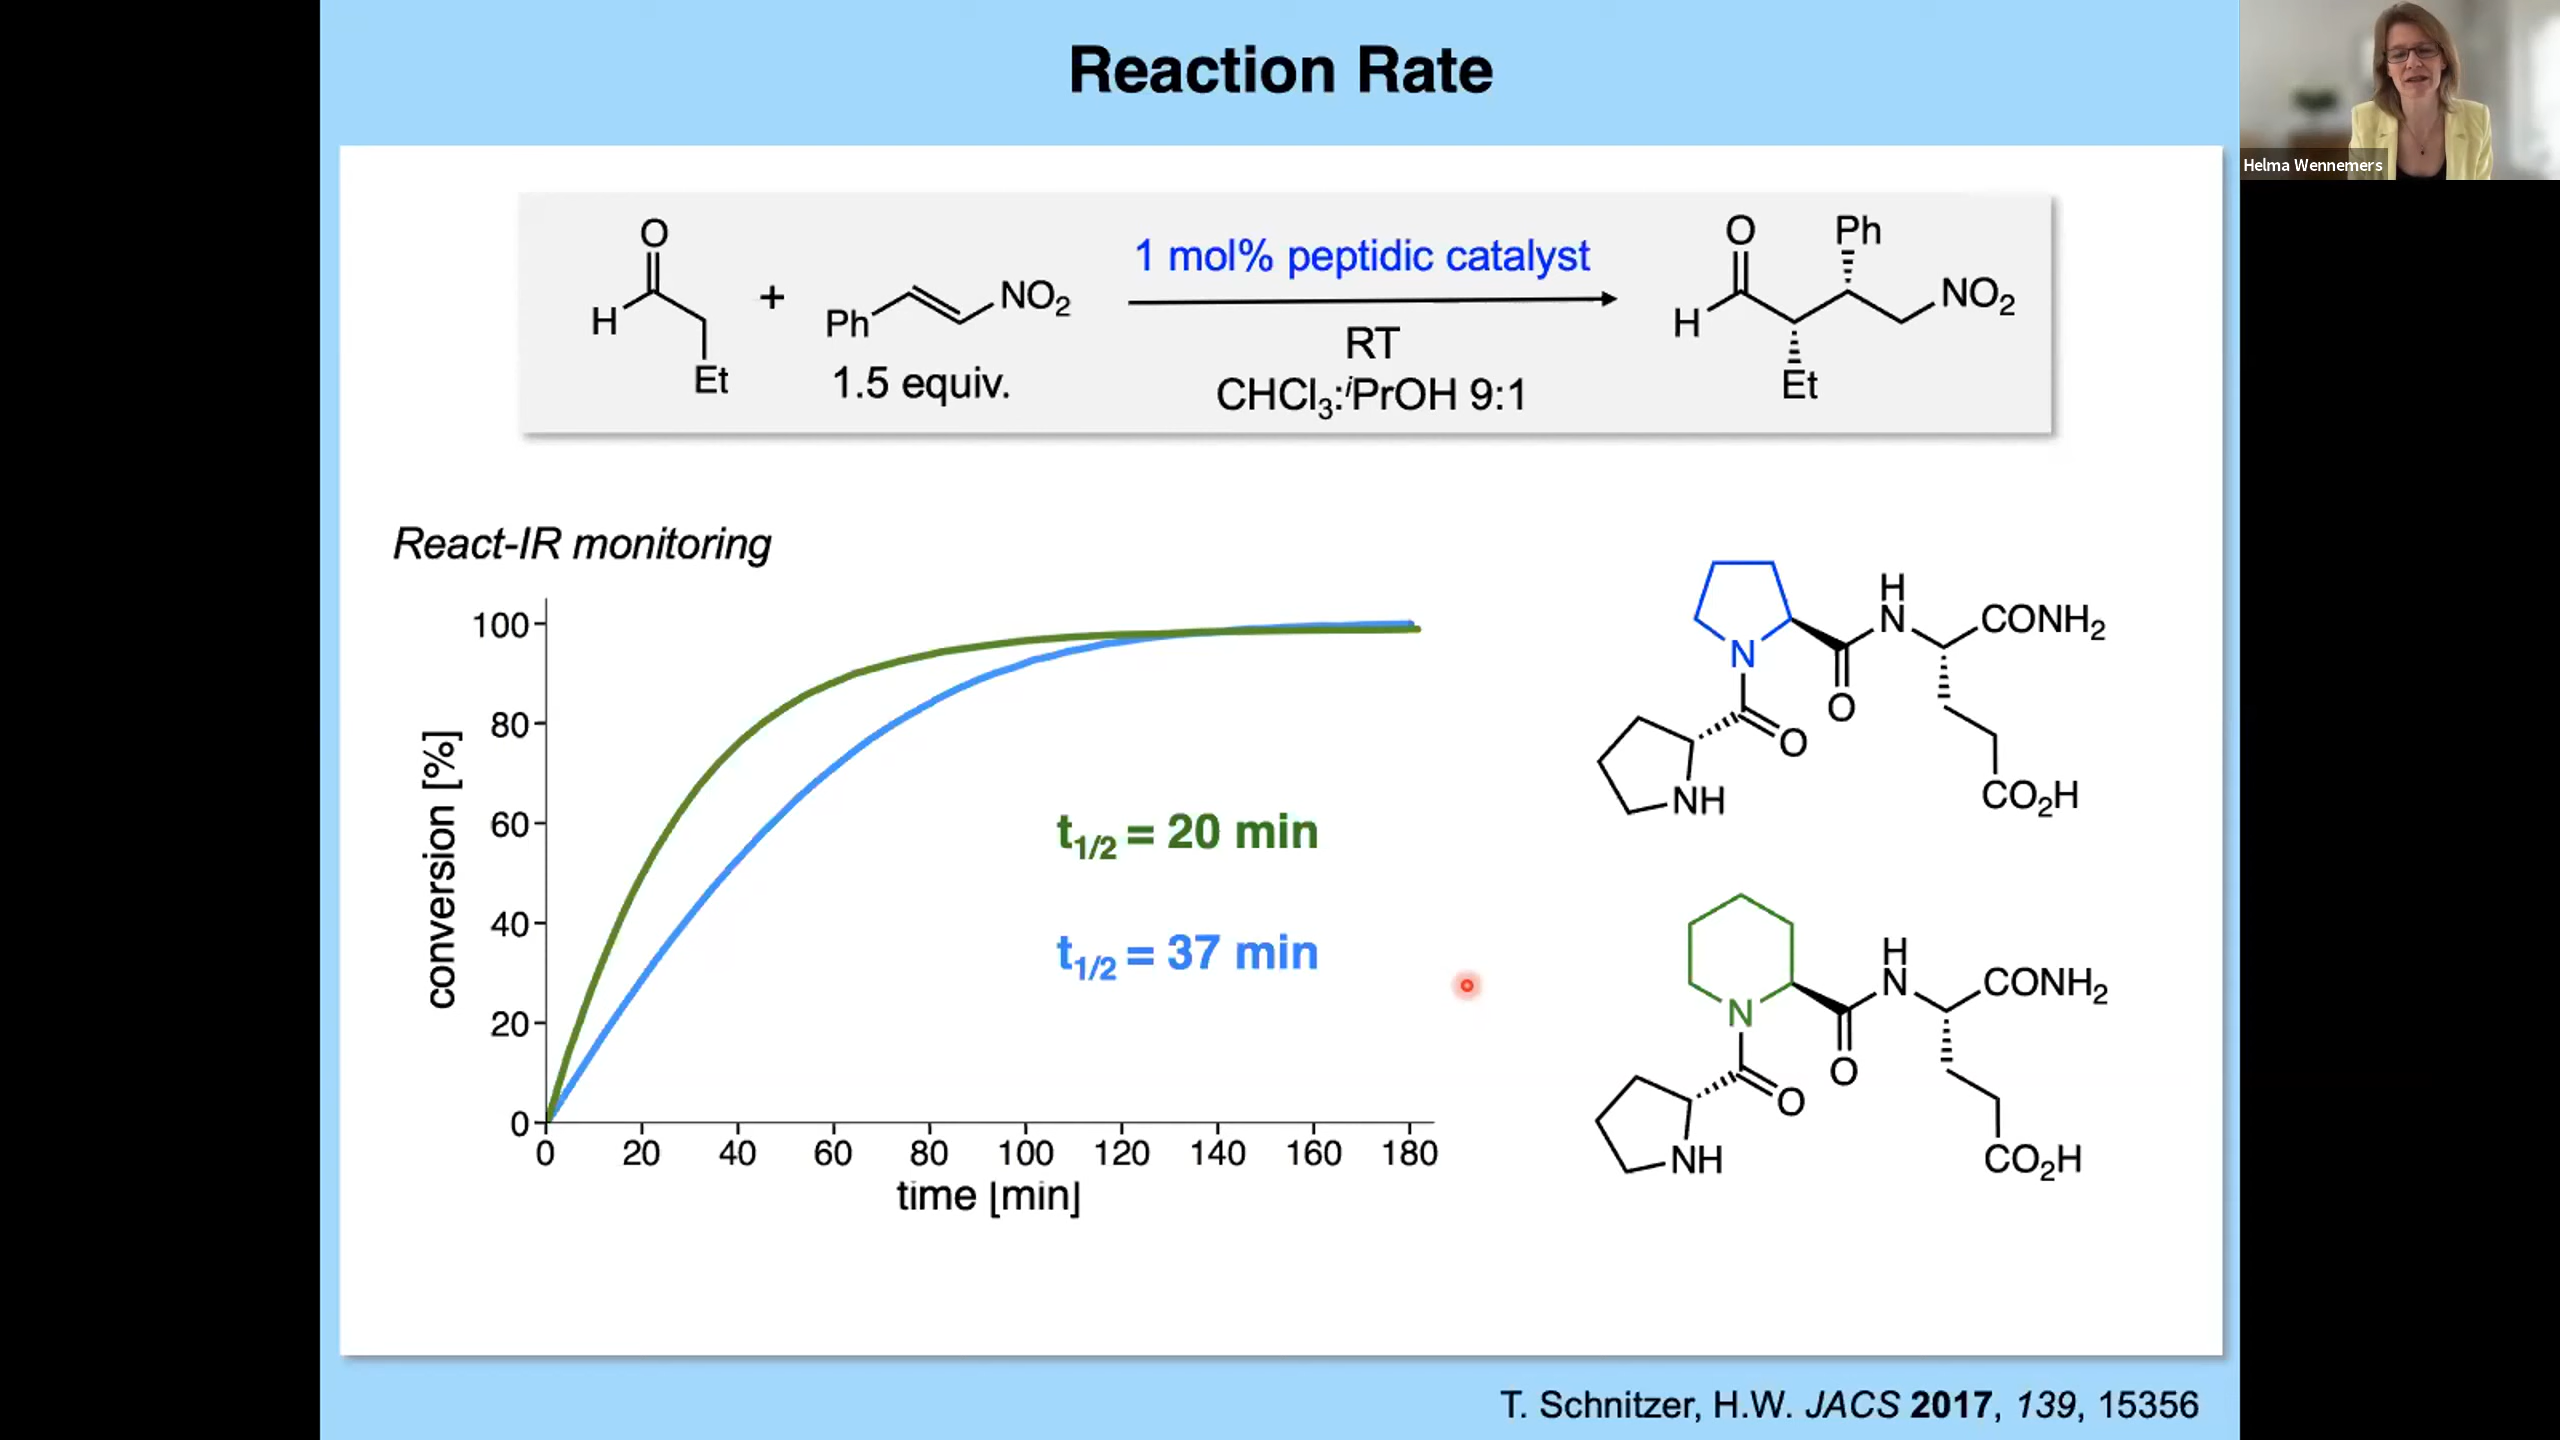 Reaction Rate
Helma Wennemers
O
H
Et
+
Ph
NO₂
1.5 equiv.
1 mol% peptidic catalyst
RT
CHCl₃:ⁱPrOH 9:1
O
H
Ph
NO₂
Et
React-IR monitoring
conversion [%]
100
80
60
40
20
0
0 20 40 60 80 100 120 140 160 180
time [min]
t₁/₂ = 20 min
t₁/₂ = 37 min
H
N
CONH₂
N
O
O
NH
CO₂H
H
N
CONH₂
N
O
O
NH
CO₂H
T. Schnitzer, H.W. JACS 2017, 139, 15356